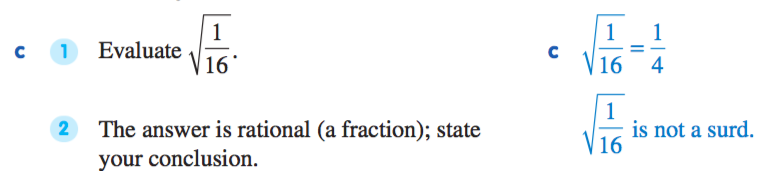 c 1 Evaluate √(1/16). c √(1/16) = 1/4
2 The answer is rational (a fraction); state √(1/16) is not a surd.
your conclusion.